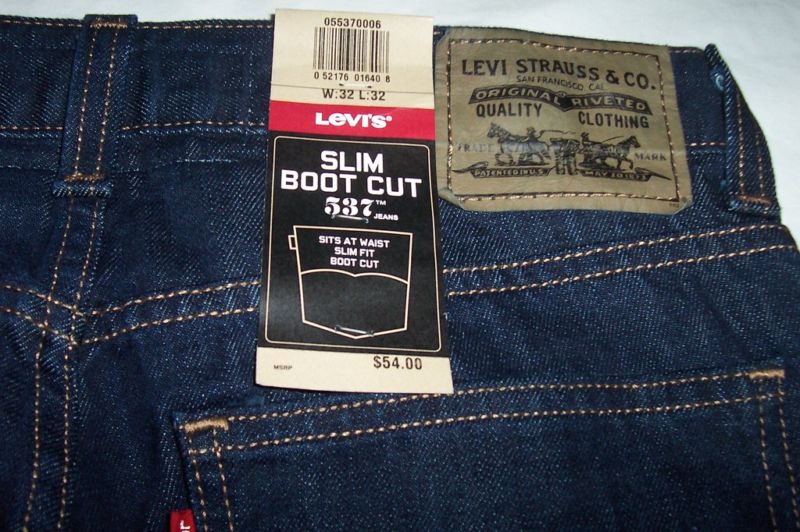 055370006
0 52176 01640 8
W:32 L:32
Levi's®
SLIM
BOOT CUT
537™
JEANS
SITS AT WAIST
SLIM FIT
BOOT CUT
MSRP $54.00
LEVI STRAUSS & CO.
SAN FRANCISCO CAL.
ORIGINAL RIVETED
QUALITY CLOTHING
TRADE MARK
PATENTED IN U.S. MAY 20 1873
L